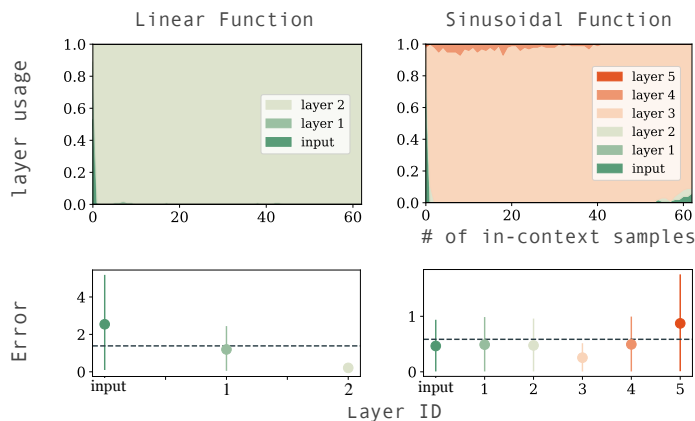 Linear Function
Sinusoidal Function
layer usage
1.0
0.8
0.6
0.4
0.2
0.0
layer 2
layer 1
input
0
20
40
60
1.0
0.8
0.6
0.4
0.2
0.0
layer 5
layer 4
layer 3
layer 2
layer 1
input
0
20
40
60
# of in-context samples
Error
4
2
0
input
1
2
1
0
input
1
2
3
4
5
Layer ID